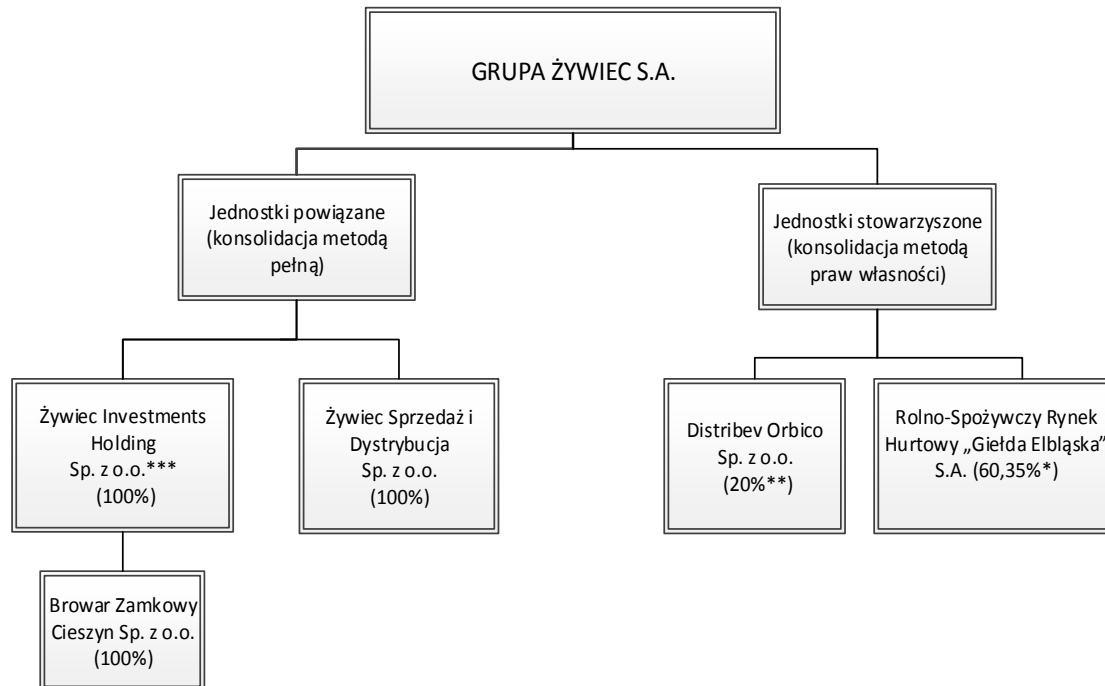 GRUPA ŻYWIEC S.A.
Jednostki powiązane
(konsolidacja metodą
pełną)
Jednostki stowarzyszone
(konsolidacja metodą
praw własności)
Żywiec Investments
Holding
Sp. z o.o.***
(100%)
Żywiec Sprzedaż i
Dystrybucja
Sp. z o.o.
(100%)
Distribev Orbico
Sp. z o.o.
(20%**)
Rolno-Spożywczy Rynek
Hurtowy „Giełda Elbląska”
S.A. (60,35%*)
Browar Zamkowy
Cieszyn Sp. z o.o.
(100%)